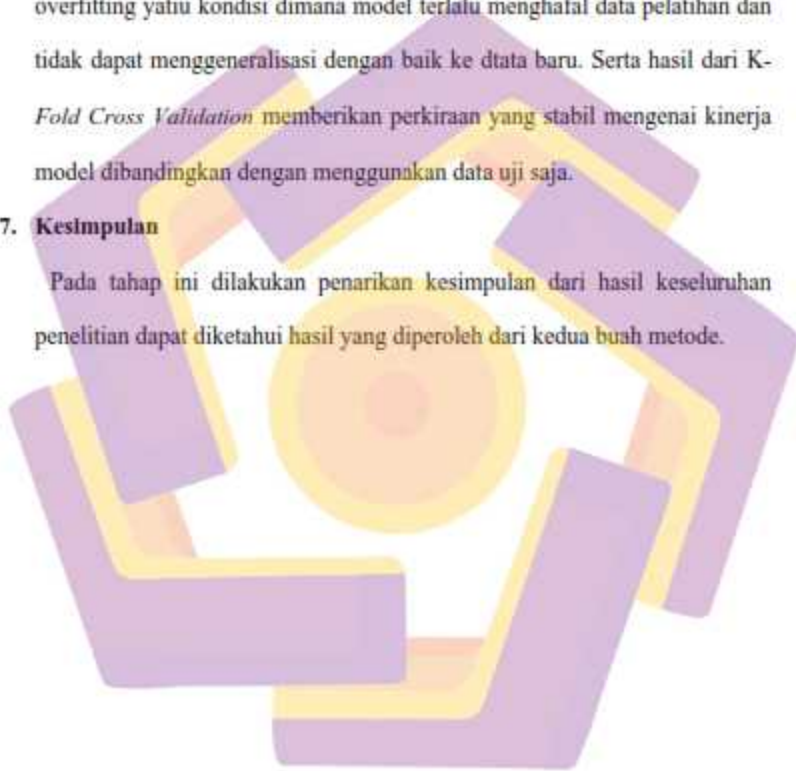 overfitting yatiu kondisi dimana model terlalu menghafal data pelatihan dan
tidak dapat menggeneralisasi dengan baik ke dtata baru. Serta hasil dari K-
Fold Cross Validation memberikan perkiraan yang stabil mengenai kinerja
model dibandingkan dengan menggunakan data uji saja.
7. Kesimpulan
Pada tahap ini dilakukan penarikan kesimpulan dari hasil keseluruhan
penelitian dapat diketahui hasil yang diperoleh dari kedua buah metode.